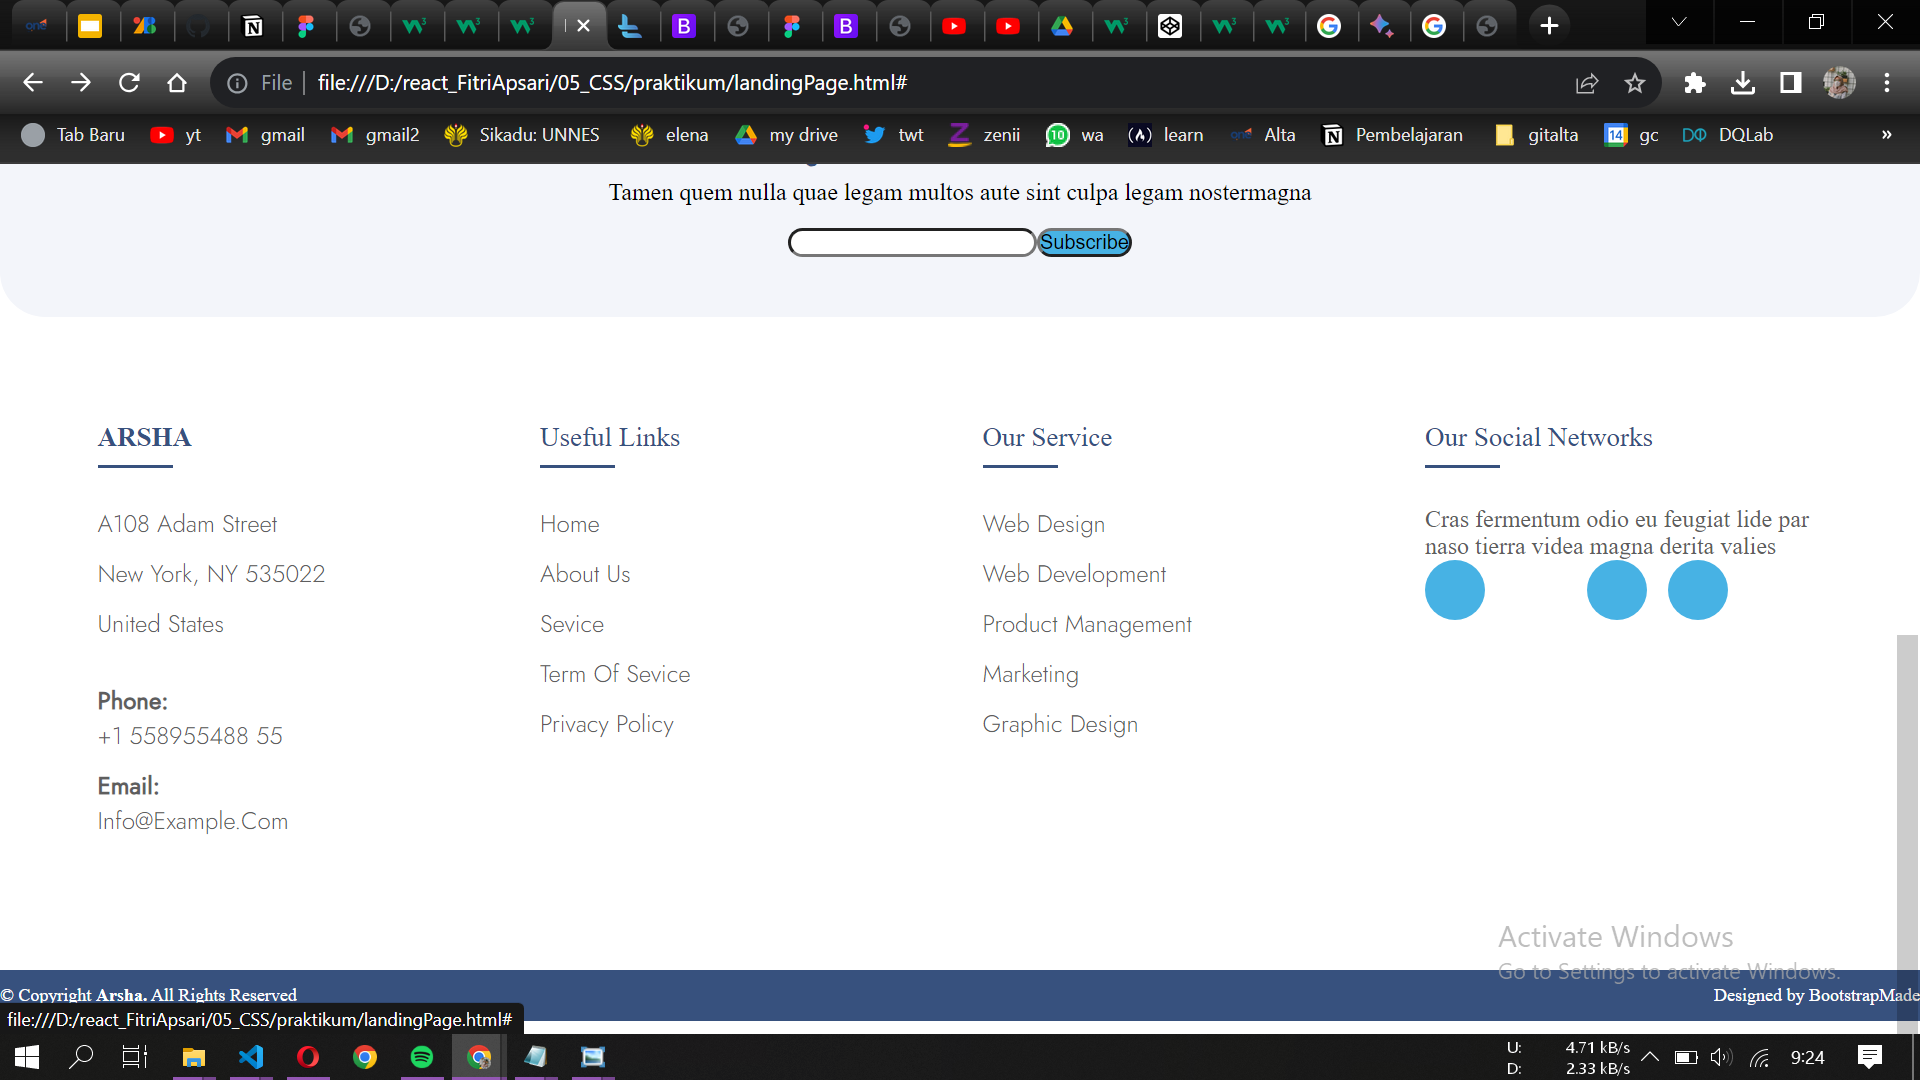 File
file:///D:/react_FitriApsari/05_CSS/praktikum/landingPage.html#
Tab Baru
yt
gmail
gmail2
Sikadu: UNNES
elena
my drive
twt
zenii
10
wa
learn
Alta
Pembelajaran
gitalta
14
gc
DQLab
»
Tamen quem nulla quae legam multos aute sint culpa legam nostermagna
Subscribe
ARSHA
A108 Adam Street
New York, NY 535022
United States
Phone:
+1 558955488 55
Email:
Info@Example.Com
Useful Links
Home
About Us
Sevice
Term Of Sevice
Privacy Policy
Our Service
Web Design
Web Development
Product Management
Marketing
Graphic Design
Our Social Networks
Cras fermentum odio eu feugiat lide par
naso tierra videa magna derita valies
Activate Windows
Go to Settings to activate Windows.
© Copyright Arsha. All Rights Reserved
Designed by BootstrapMade
file:///D:/react_FitriApsari/05_CSS/praktikum/landingPage.html#
U: 4.71 kB/s
D: 2.33 kB/s
9:24